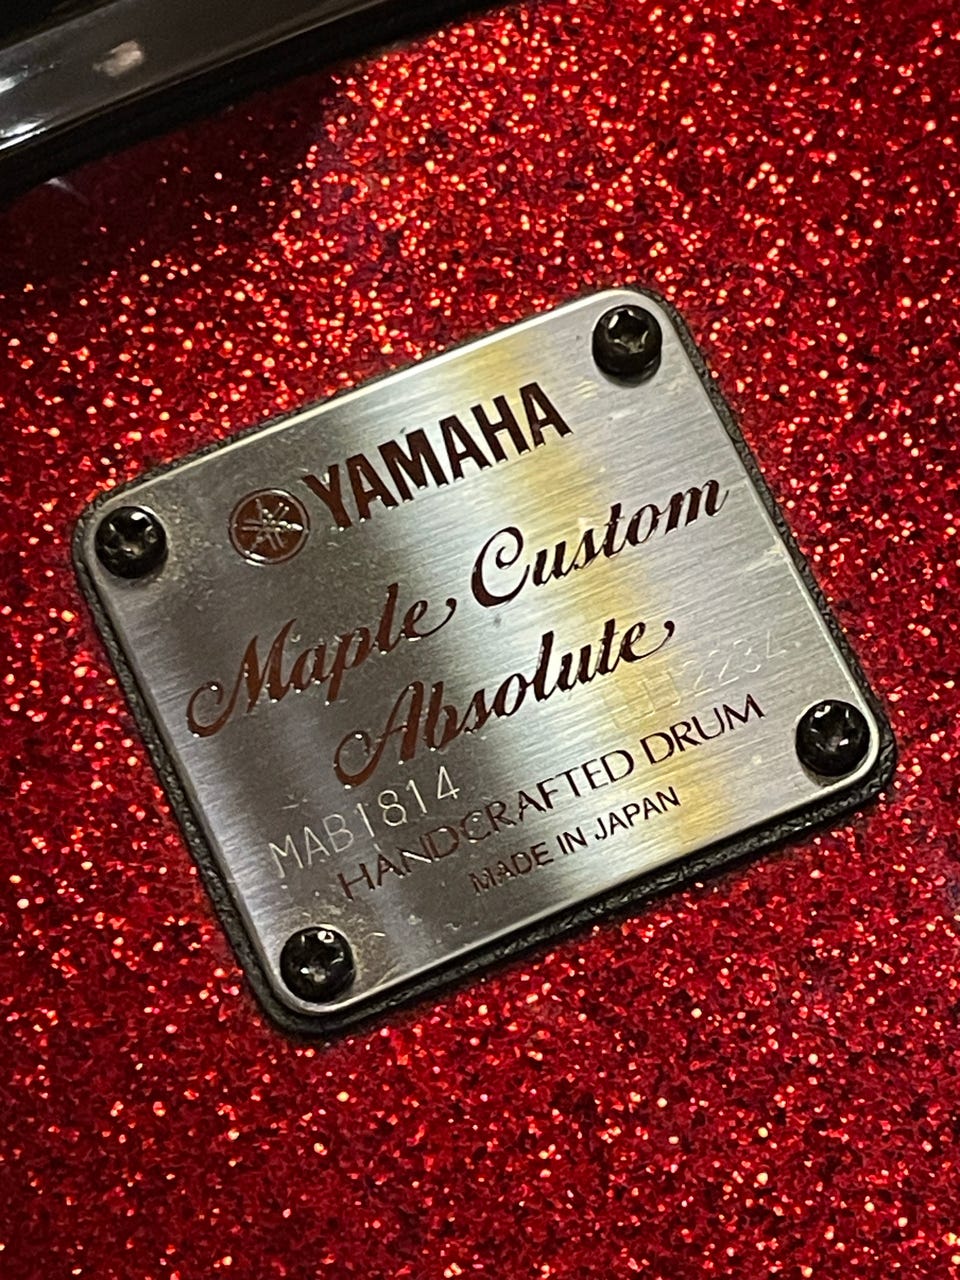 YAMAHA
Maple Custom
Absolute
MAB1814
HANDCRAFTED DRUM
MADE IN JAPAN